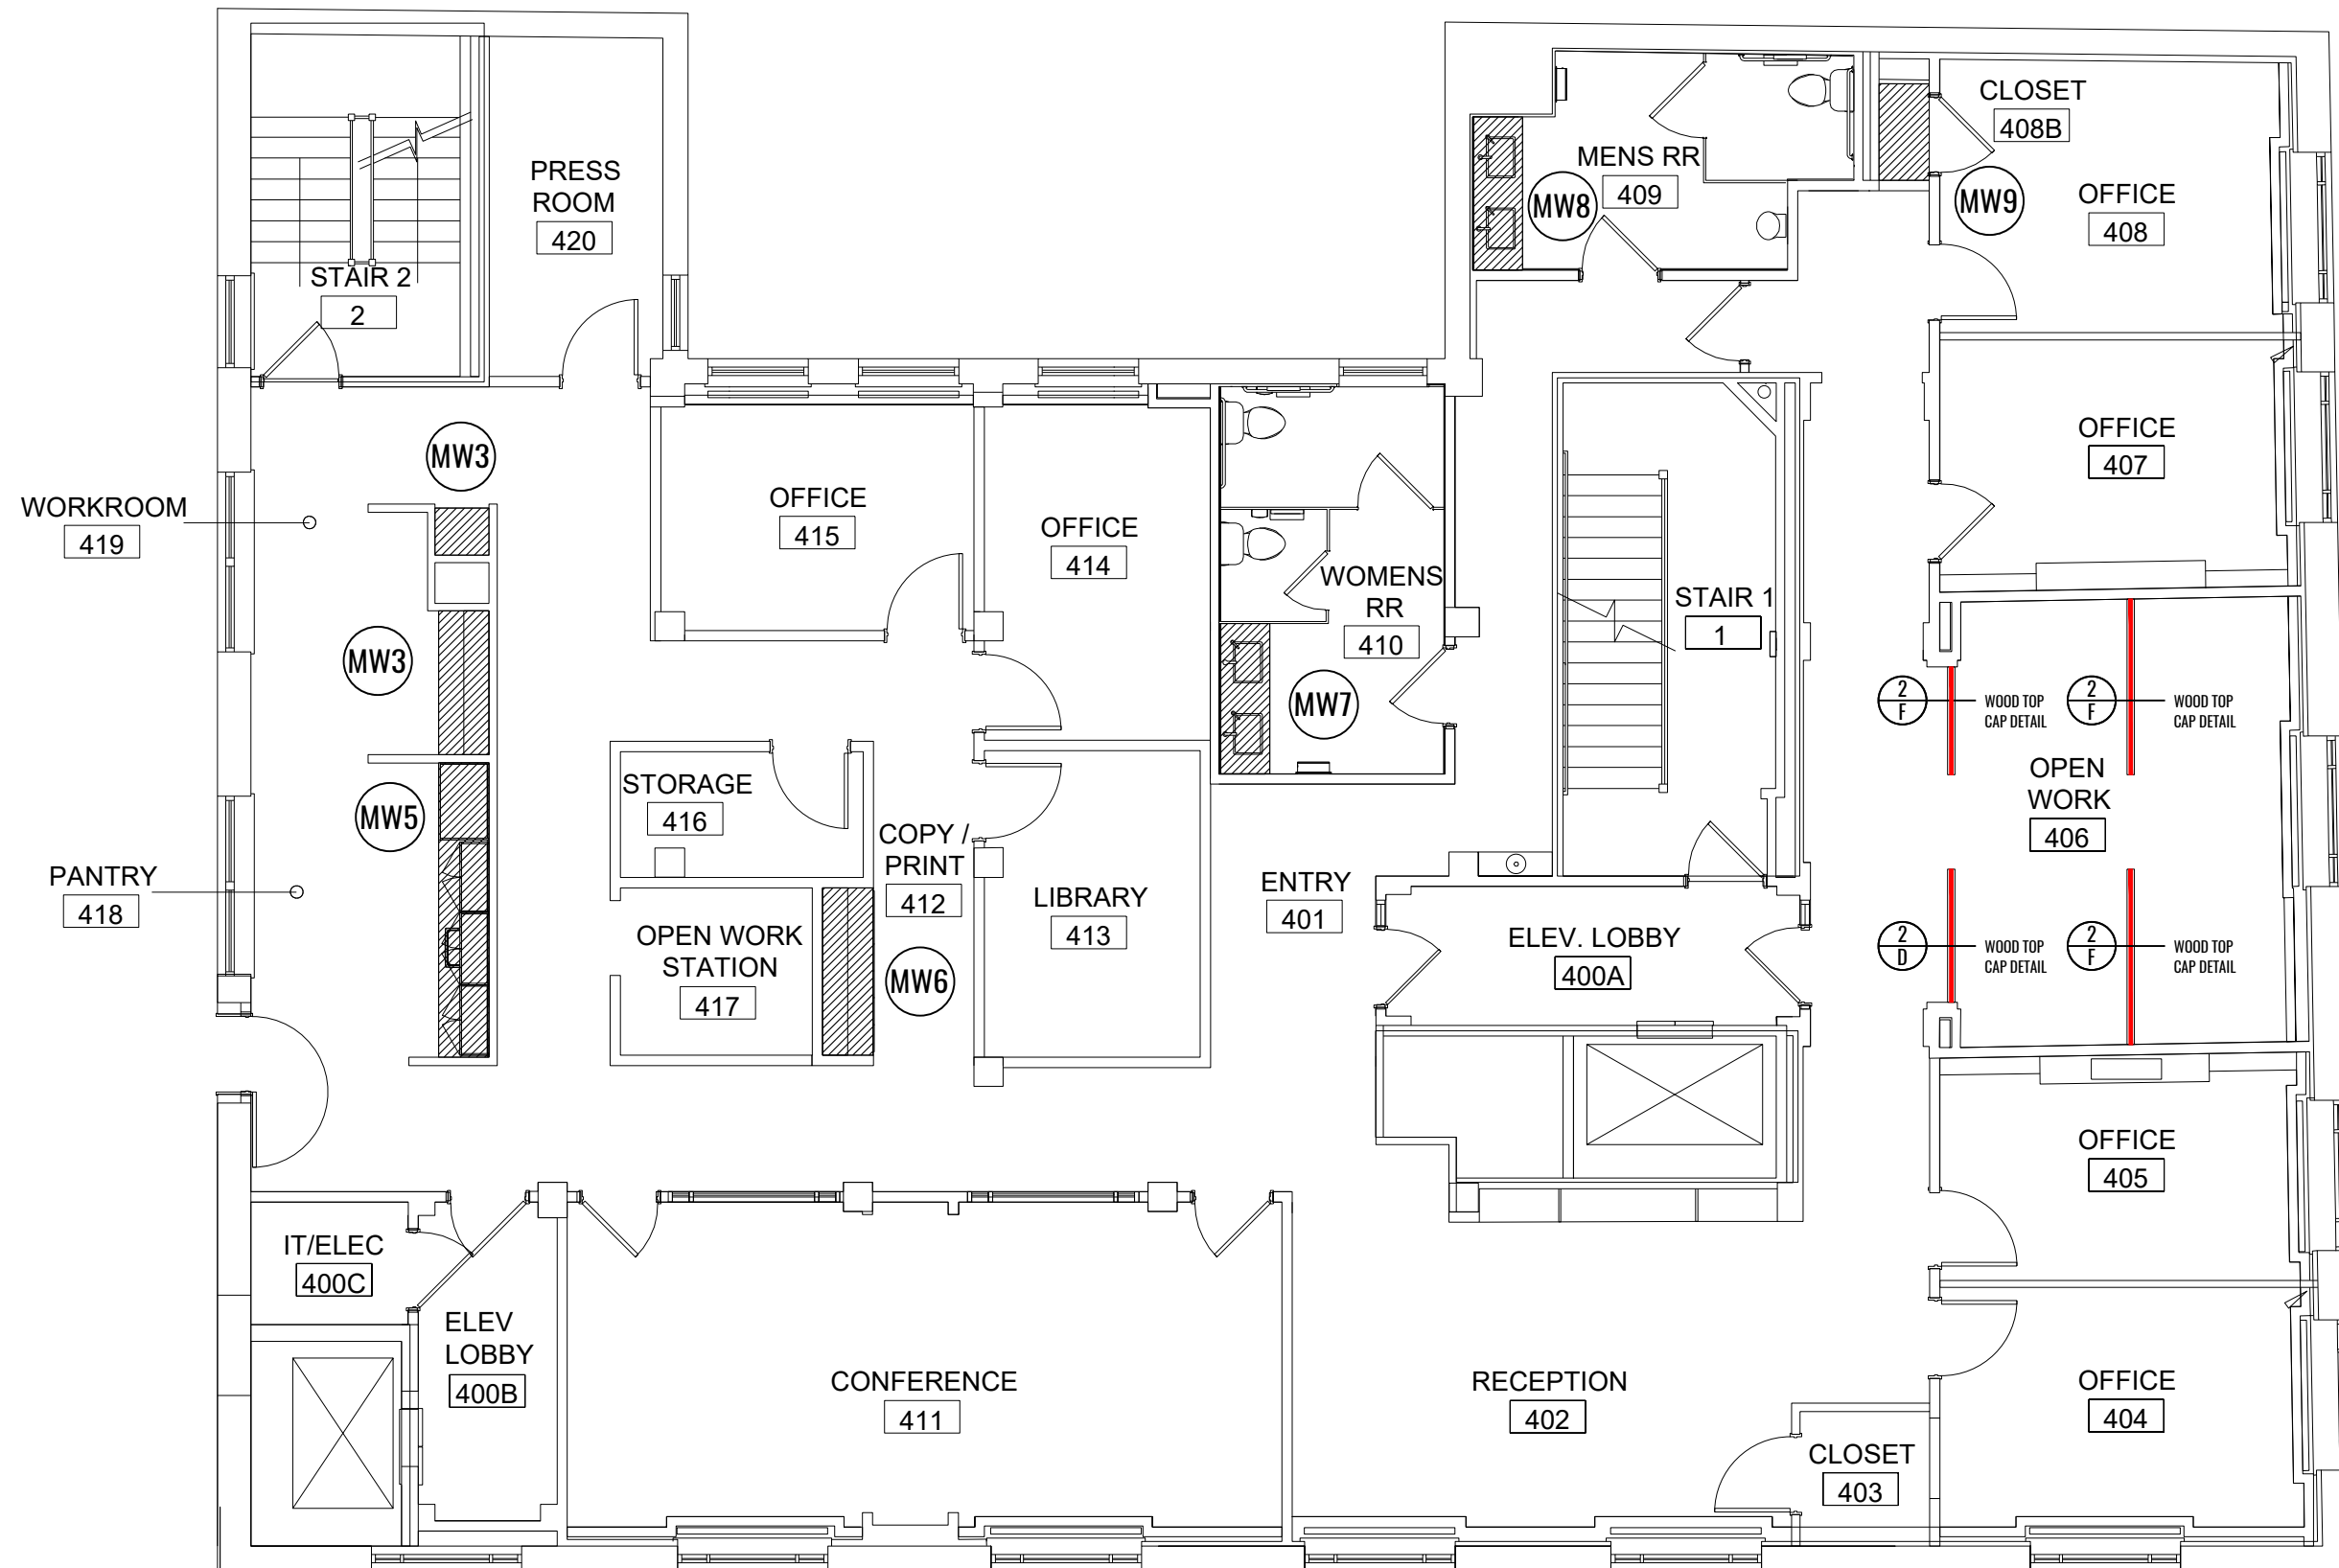 CLOSET
408B
MENS RR
409
MW8
MW9
OFFICE
408
PRESS
ROOM
420
STAIR 2
2
MW3
OFFICE
407
WORKROOM
419
OFFICE
415
OFFICE
414
WOMENS
RR
410
STAIR 1
1
MW3
MW7
2
F
WOOD TOP
CAP DETAIL
2
F
WOOD TOP
CAP DETAIL
OPEN
WORK
406
STORAGE
416
MW5
COPY /
PRINT
412
PANTRY
418
LIBRARY
413
ENTRY
401
OPEN WORK
STATION
417
MW6
ELEV. LOBBY
400A
2
D
WOOD TOP
CAP DETAIL
2
F
WOOD TOP
CAP DETAIL
OFFICE
405
IT/ELEC
400C
ELEV
LOBBY
400B
CONFERENCE
411
RECEPTION
402
OFFICE
404
CLOSET
403